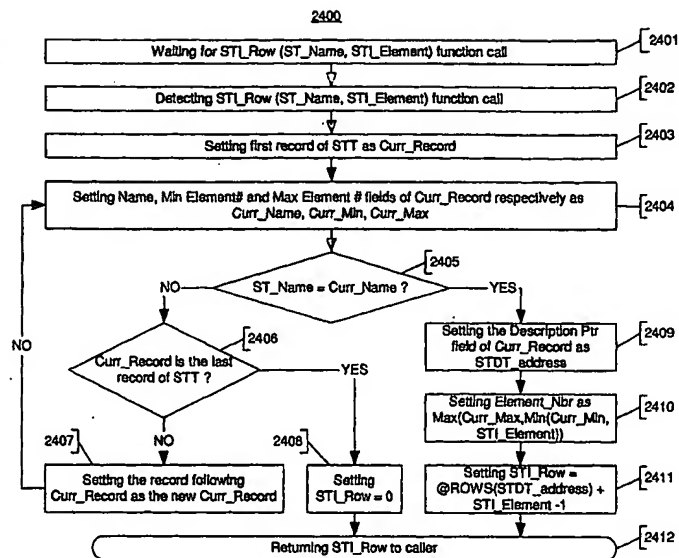 2400
Waiting for STI_Row (ST_Name, STI_Element) function call
2401
Detecting STI_Row (ST_Name, STI_Element) function call
2402
Setting first record of STT as Curr_Record
2403
Setting Name, Min Element# and Max Element # fields of Curr_Record respectively as
Curr_Name, Curr_Min, Curr_Max
2404
2405
NO
ST_Name = Curr_Name ?
YES
NO
2406
Curr_Record is the last
record of STT ?
YES
Setting the Description Ptr
field of Curr_Record as
STDT_address
2409
Setting Element_Nbr as
Max(Curr_Max,Min(Curr_Min,
STI_Element))
2410
NO
2407
Setting the record following
Curr_Record as the new Curr_Record
2408
Setting
STI_Row = 0
Setting STI_Row =
@ROWS(STDT_address) +
STI_Element -1
2411
Returning STI_Row to caller
2412